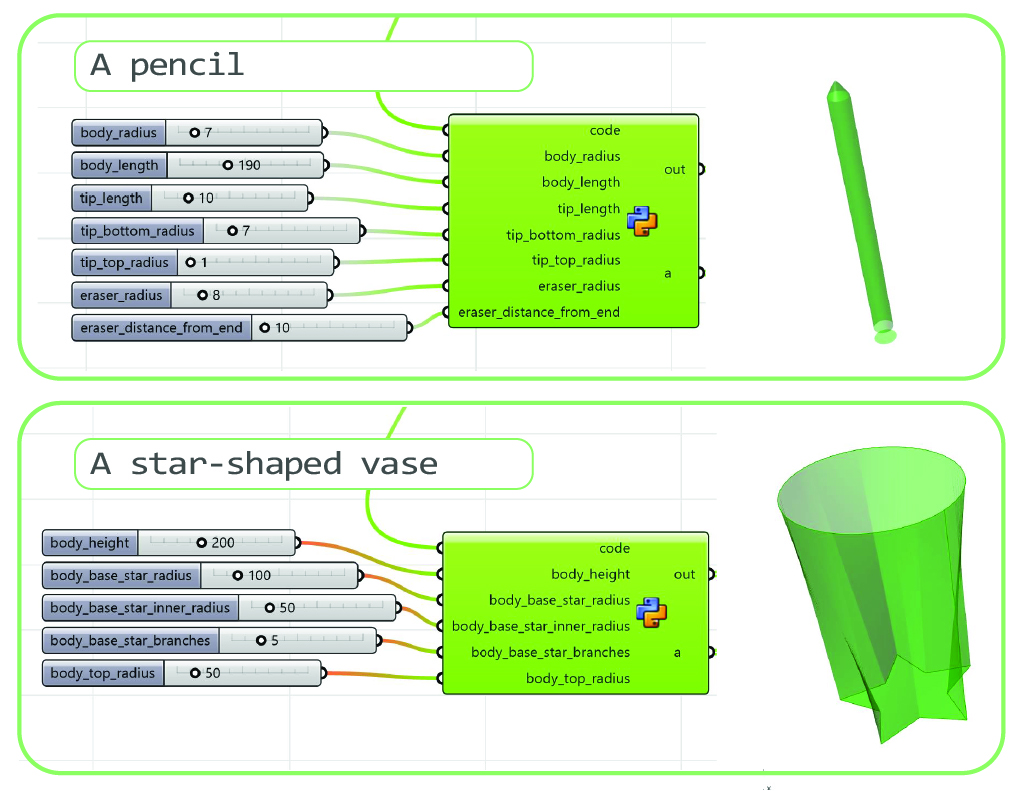 A pencil
body_radius 7
body_length 190
tip_length 10
tip_bottom_radius 7
tip_top_radius 1
eraser_radius 8
eraser_distance_from_end 10
code
body_radius
body_length
tip_length
tip_bottom_radius
tip_top_radius
eraser_radius
eraser_distance_from_end
out
a
A star-shaped vase
body_height 200
body_base_star_radius 100
body_base_star_inner_radius 50
body_base_star_branches 5
body_top_radius 50
code
body_height
body_base_star_radius
body_base_star_inner_radius
body_base_star_branches
body_top_radius
out
a